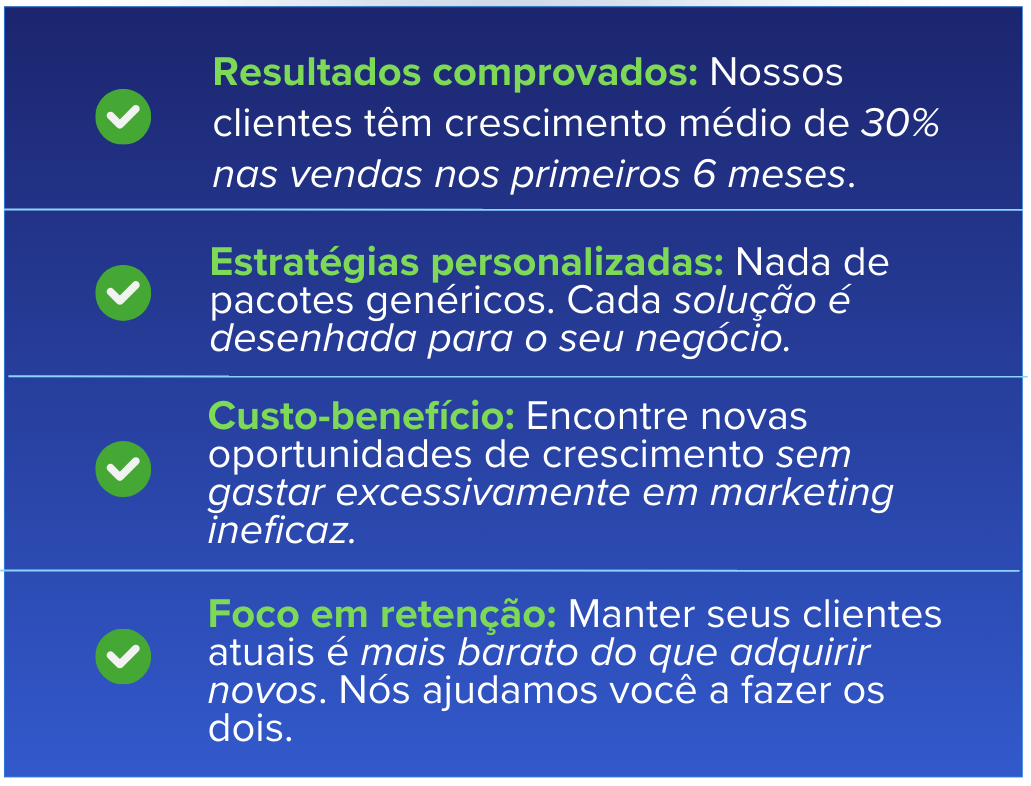 Resultados comprovados: Nossos
clientes têm crescimento médio de 30%
nas vendas nos primeiros 6 meses.
Estratégias personalizadas: Nada de
pacotes genéricos. Cada solução é
desenhada para o seu negócio.
Custo-benefício: Encontre novas
oportunidades de crescimento sem
gastar excessivamente em marketing
ineficaz.
Foco em retenção: Manter seus clientes
atuais é mais barato do que adquirir
novos. Nós ajudamos você a fazer os
dois.